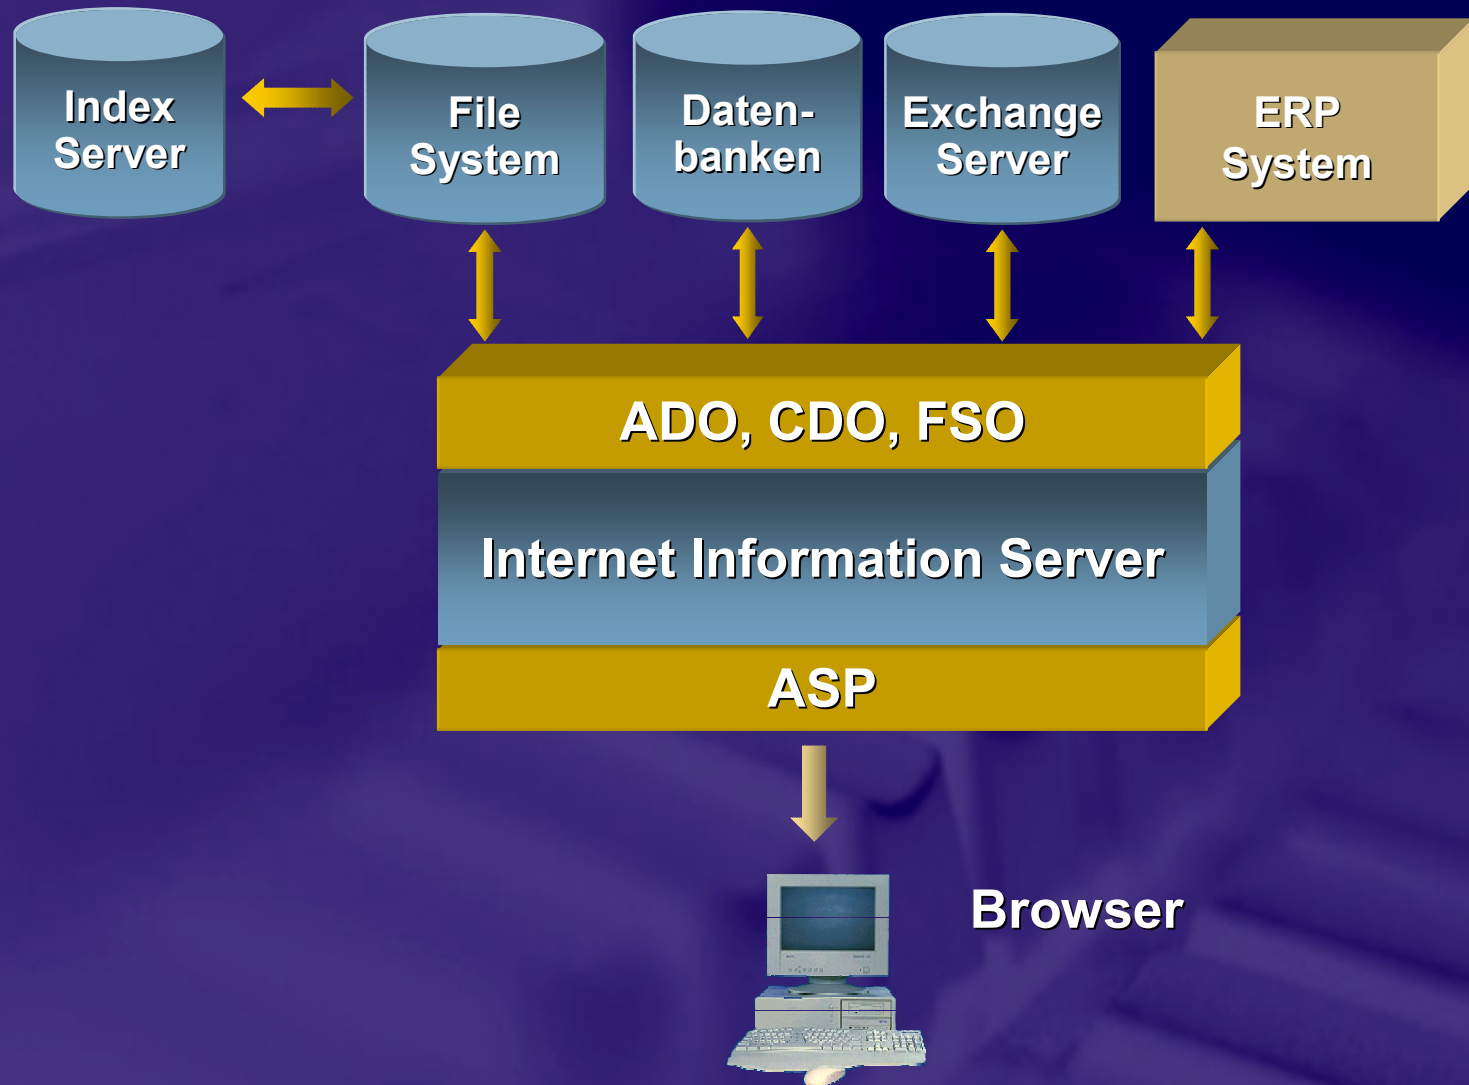 Index
Server
File
System
Daten-
banken
Exchange
Server
ERP
System
ADO, CDO, FSO
Internet Information Server
ASP
Browser